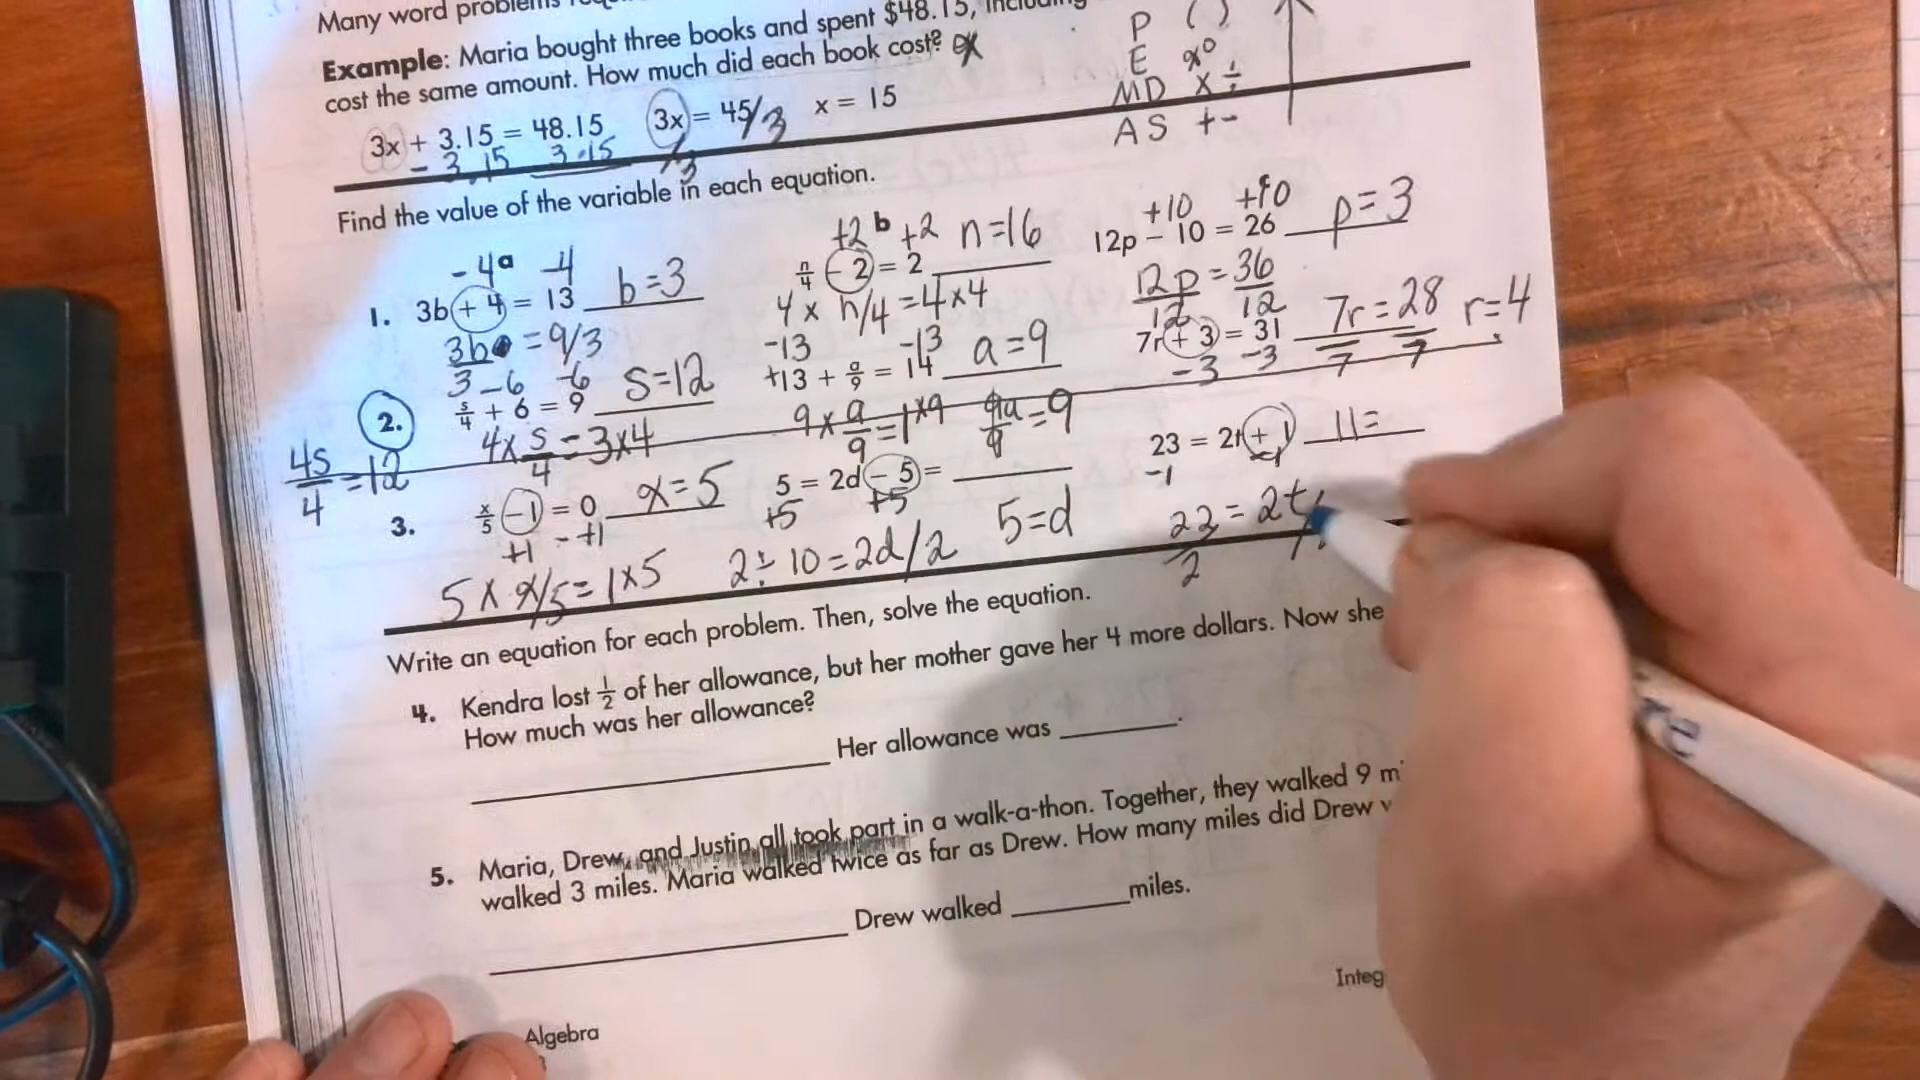 Many word problems
Example: Maria bought three books and spent $48.15, including
cost the same amount. How much did each book cost?
P ( )
E x⁰
MD × ÷
AS + -
3x + 3.15 = 48.15 3x = 45/3 x = 15
- 3.15 3.15 /3
Find the value of the variable in each equation.
a b
-4 -4
1. 3b + 4 = 13 b=3
3b = 9/3
3
+2 +2 n=16
n/4 - 2 = 2
4 x n/4 = 4x4
+10 +10
12p - 10 = 26 p=3
12p = 36
12 12
-6 -6
2. s/4 + 6 = 9 s=12
4 x s/4 = 3x4
4s/4 = 12
-13 -13
+13 + a/9 = 14 a=9
9 x a/9 = 1x9 9a/9 = 9
7r + 3 = 31 7r = 28 r=4
-3 -3 7 7
3. x/5 - 1 = 0 x=5
+1 - +1
5 x x/5 = 1x5
5 = 2d - 5 =
+5 +5
2 ÷ 10 = 2d/2 5=d
23 = 2t + 1 11=
-1 -1
22 = 2t
2
Write an equation for each problem. Then, solve the equation.
4. Kendra lost 1/2 of her allowance, but her mother gave her 4 more dollars. Now she
How much was her allowance?
Her allowance was ______.
5. Maria, Drew, and Justin all took part in a walk-a-thon. Together, they walked 9
walked 3 miles. Maria walked twice as far as Drew. How many miles did Drew
Drew walked ______ miles.
Algebra